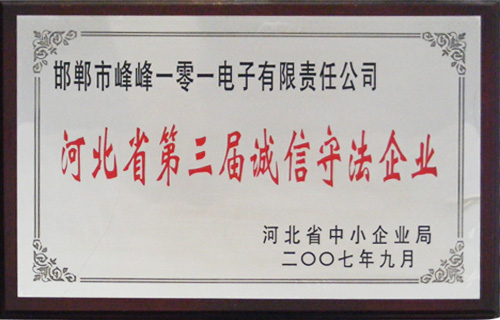 邯郸市峰峰一零一电子有限责任公司
河北省第三届诚信守法企业
河北省中小企业局
二〇〇七年九月